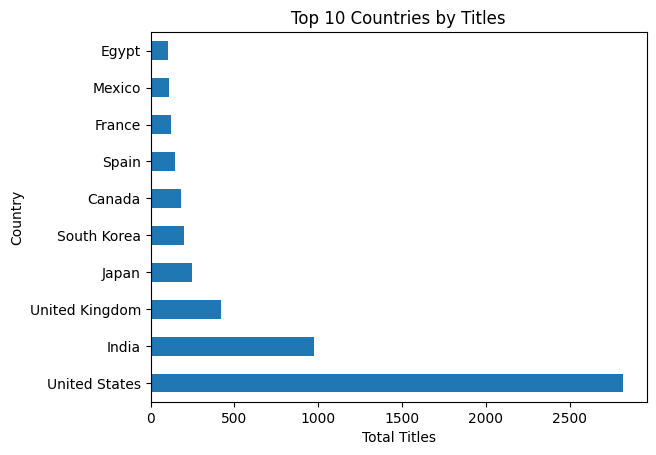 Top 10 Countries by Titles
Egypt
Mexico
France
Spain
Canada
South Korea
Japan
United Kingdom
India
United States
Country
0 500 1000 1500 2000 2500
Total Titles